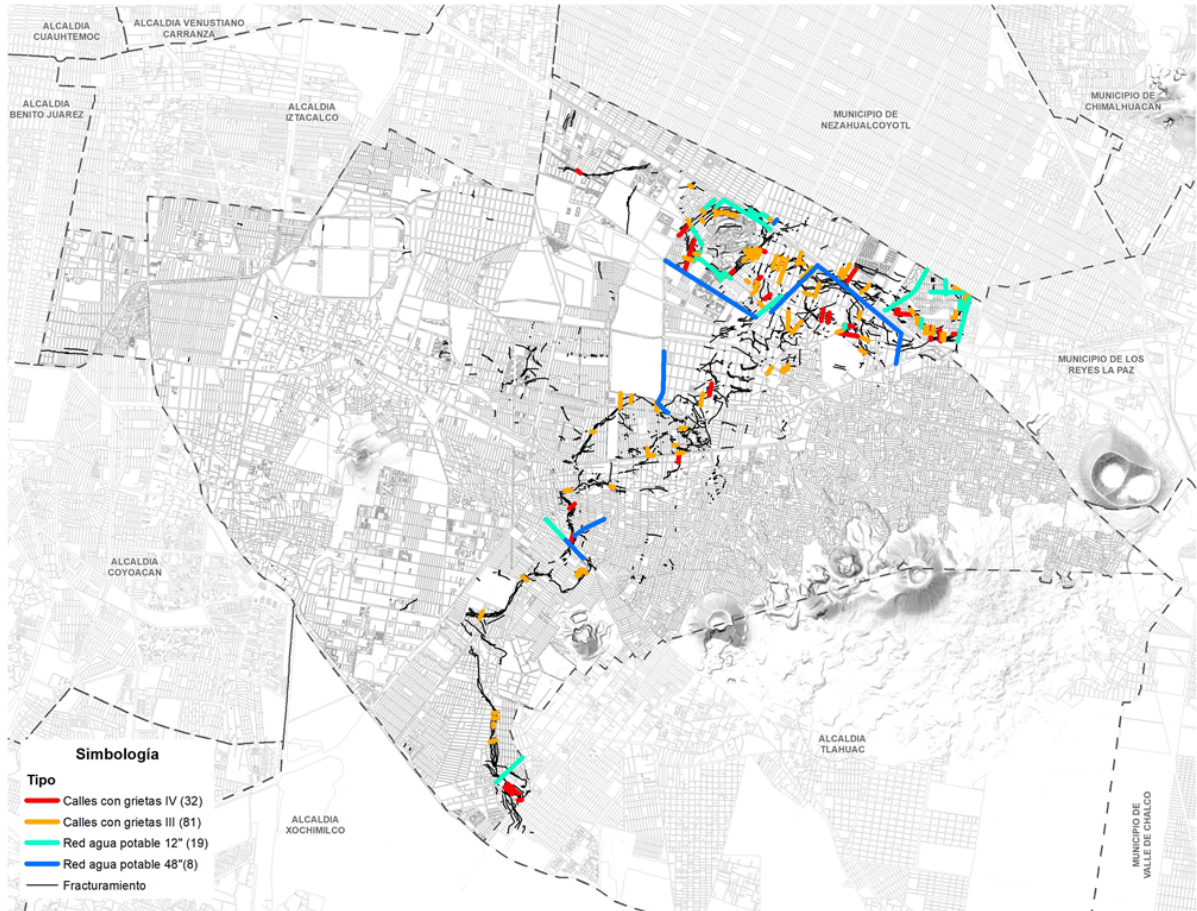 ALCALDIA
CUAUHTEMOC
ALCALDIA VENUSTIANO
CARRANZA
ALCALDIA
BENITO JUAREZ
ALCALDIA
IZTACALCO
MUNICIPIO DE
NEZAHUALCOYOTL
MUNICIPIO DE
CHIMALHUACAN
MUNICIPIO DE LOS
REYES LA PAZ
ALCALDIA
COYOACAN
ALCALDIA
TLAHUAC
ALCALDIA
XOCHIMILCO
MUNICIPIO DE
VALLE DE CHALCO
Simbología
Tipo
Calles con grietas IV (32)
Calles con grietas III (81)
Red agua potable 12" (19)
Red agua potable 48"(8)
Fracturamiento